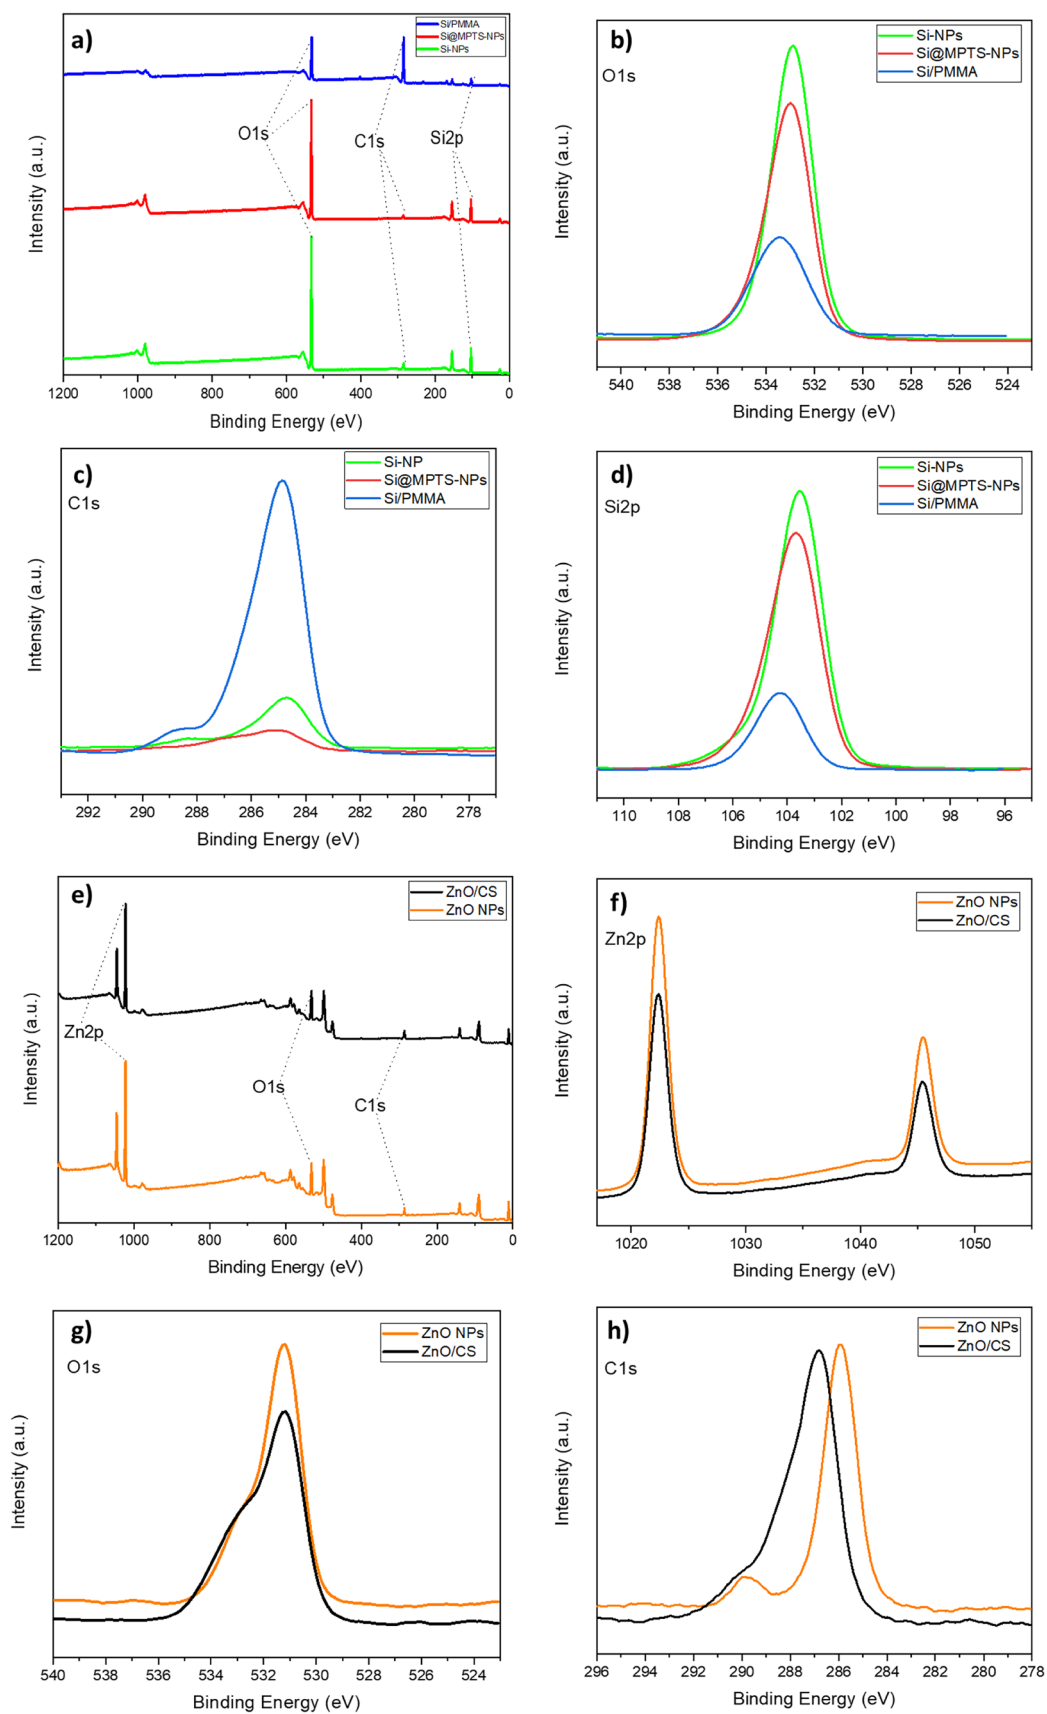 a)
Si/PMMA
Si@MPTS-NPs
Si-NPs
O1s
C1s
Si2p
Intensity (a.u.)
1200 1000 800 600 400 200 0
Binding Energy (eV)
b)
O1s
Si-NPs
Si@MPTS-NPs
Si/PMMA
Intensity (a.u.)
540 538 536 534 532 530 528 526 524
Binding Energy (eV)
c)
C1s
Si-NP
Si@MPTS-NPs
Si/PMMA
Intensity (a.u.)
292 290 288 286 284 282 280 278
Binding Energy (eV)
d)
Si2p
Si-NPs
Si@MPTS-NPs
Si/PMMA
Intensity (a.u.)
110 108 106 104 102 100 98 96
Binding Energy (eV)
e)
ZnO/CS
ZnO NPs
Zn2p
O1s
C1s
Intensity (a.u.)
1200 1000 800 600 400 200 0
Binding Energy (eV)
f)
Zn2p
ZnO NPs
ZnO/CS
Intensity (a.u.)
1020 1030 1040 1050
Binding Energy (eV)
g)
O1s
ZnO NPs
ZnO/CS
Intensity (a.u.)
540 538 536 534 532 530 528 526 524
Binding Energy (eV)
h)
C1s
ZnO NPs
ZnO/CS
Intensity (a.u.)
296 294 292 290 288 286 284 282 280 278
Binding Energy (eV)